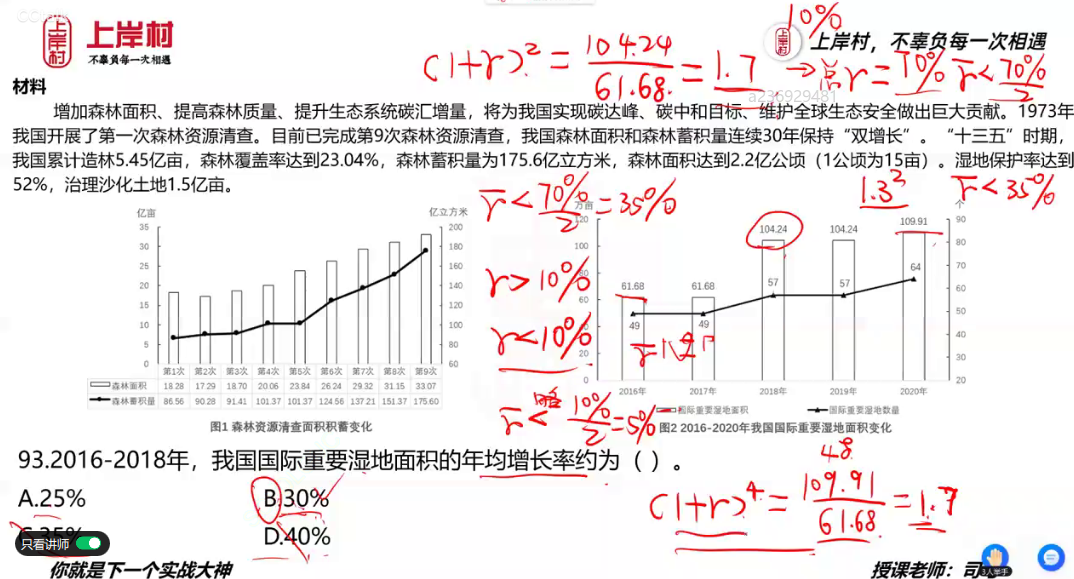 上岸村
上岸村
不辜负每一次相遇
上岸村
上岸村，不辜负每一次相遇
10%
(1+r)² = 104.24/61.68 = 1.7 → 总r = 70% r̄ < 70%/2
a236929481
材料
增加森林面积、提高森林质量、提升生态系统碳汇增量，将为我国实现碳达峰、碳中和目标、维护全球生态安全做出巨大贡献。1973年
我国开展了第一次森林资源清查。目前已完成第9次森林资源清查，我国森林面积和森林蓄积量连续30年保持“双增长”。“十三五”时期，
我国累计造林5.45亿亩，森林覆盖率达到23.04%，森林蓄积量为175.6亿立方米，森林面积达到2.2亿公顷（1公顷为15亩）。湿地保护率达到
52%，治理沙化土地1.5亿亩。
r̄ < 70%/2 = 35%
1.3²
r̄ < 35%
r > 10%
r < 10%
r̄ < 略 10%/2 = 5%
亿亩
亿立方米
35
30
25
20
15
10
5
0
200
180
160
140
120
100
80
60
第1次 第2次 第3次 第4次 第5次 第6次 第7次 第8次 第9次
森林面积 18.28 17.29 18.70 20.06 23.84 26.24 29.32 31.15 33.07
森林蓄积量 86.56 90.28 91.41 101.37 101.37 124.56 137.21 151.37 175.60
图1 森林资源清查面积积蓄变化
万亩
个
120
100
80
60
40
20
0
90
80
70
60
50
40
30
20
61.68 61.68 104.24 104.24 109.91
49 49 57 57 64
2016年 2017年 2018年 2019年 2020年
国际重要湿地面积 国际重要湿地数量
图2 2016-2020年我国国际重要湿地面积变化
93.2016-2018年，我国国际重要湿地面积的年均增长率约为（ ）。
A.25%
B.30%
C.35%
D.40%
(1+r)⁴ = 109.91/61.68 = 1.7
只看讲师
3人举手
你就是下一个实战大神
授课老师：司